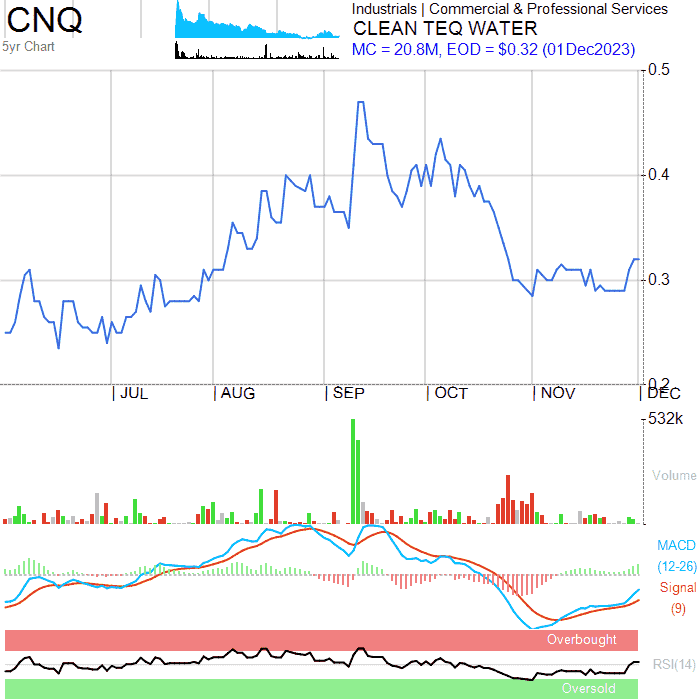 CNQ
5yr Chart
Industrials | Commercial & Professional Services
CLEAN TEQ WATER
MC = 20.8M, EOD = $0.32 (01Dec2023)
0.5
0.4
0.3
0.2
JUL
AUG
SEP
OCT
NOV
DEC
532k
Volume
MACD
(12-26)
Signal
(9)
Overbought
RSI(14)
Oversold